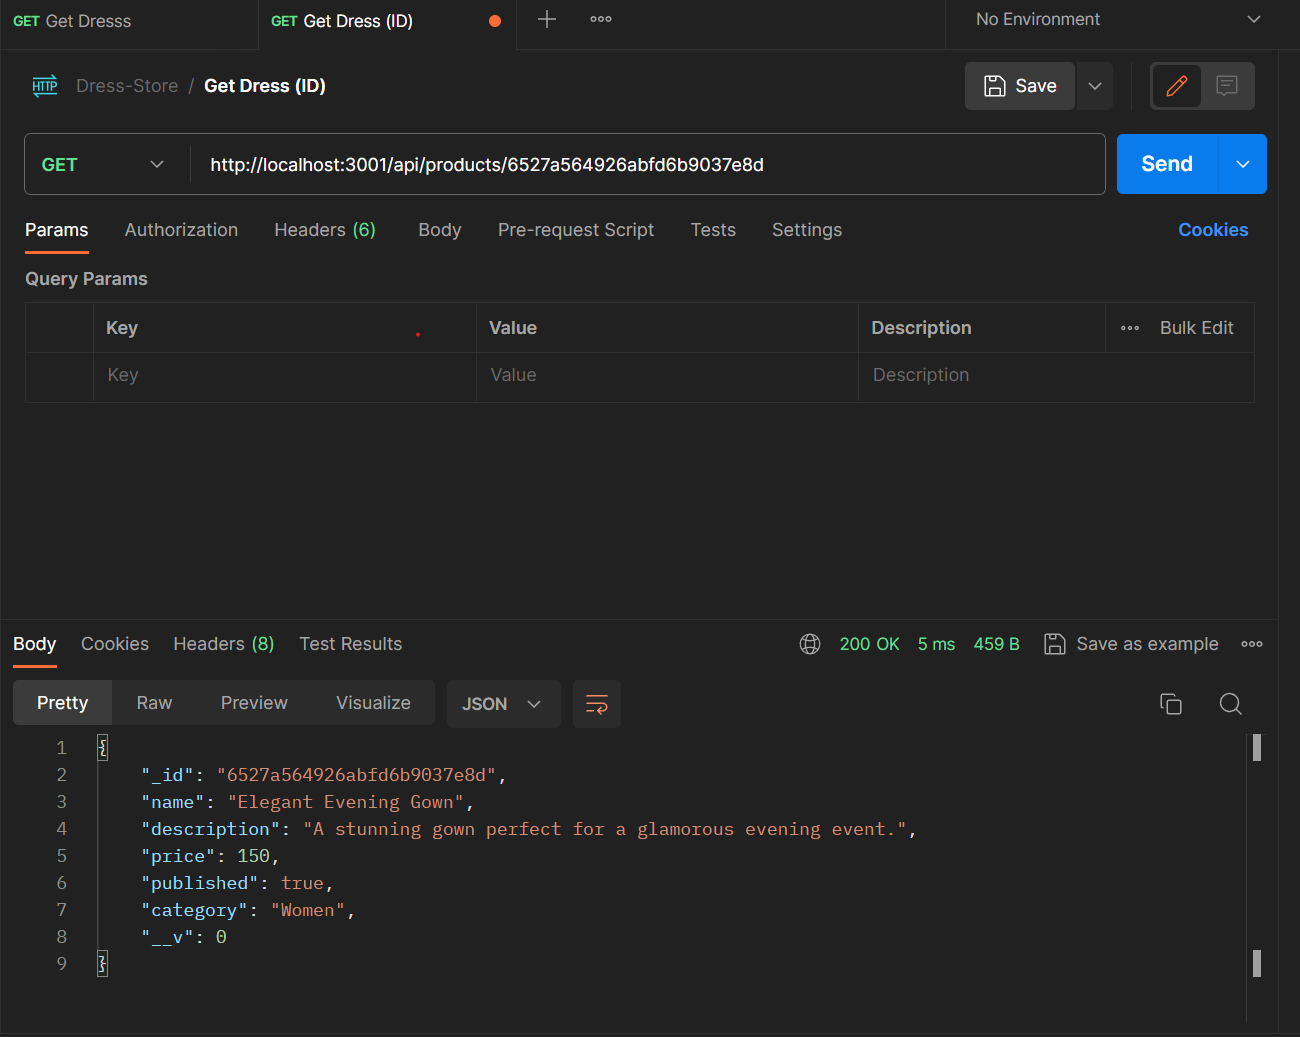 GET Get Dresss
GET Get Dress (ID)
No Environment
HTTP Dress-Store / Get Dress (ID)
Save
GET http://localhost:3001/api/products/6527a564926abfd6b9037e8d
Send
Params Authorization Headers (6) Body Pre-request Script Tests Settings Cookies
Query Params
Key Value Description Bulk Edit
Key Value Description
Body Cookies Headers (8) Test Results 200 OK 5 ms 459 B Save as example
Pretty Raw Preview Visualize JSON
1 {
2 "_id": "6527a564926abfd6b9037e8d",
3 "name": "Elegant Evening Gown",
4 "description": "A stunning gown perfect for a glamorous evening event.",
5 "price": 150,
6 "published": true,
7 "category": "Women",
8 "__v": 0
9 }